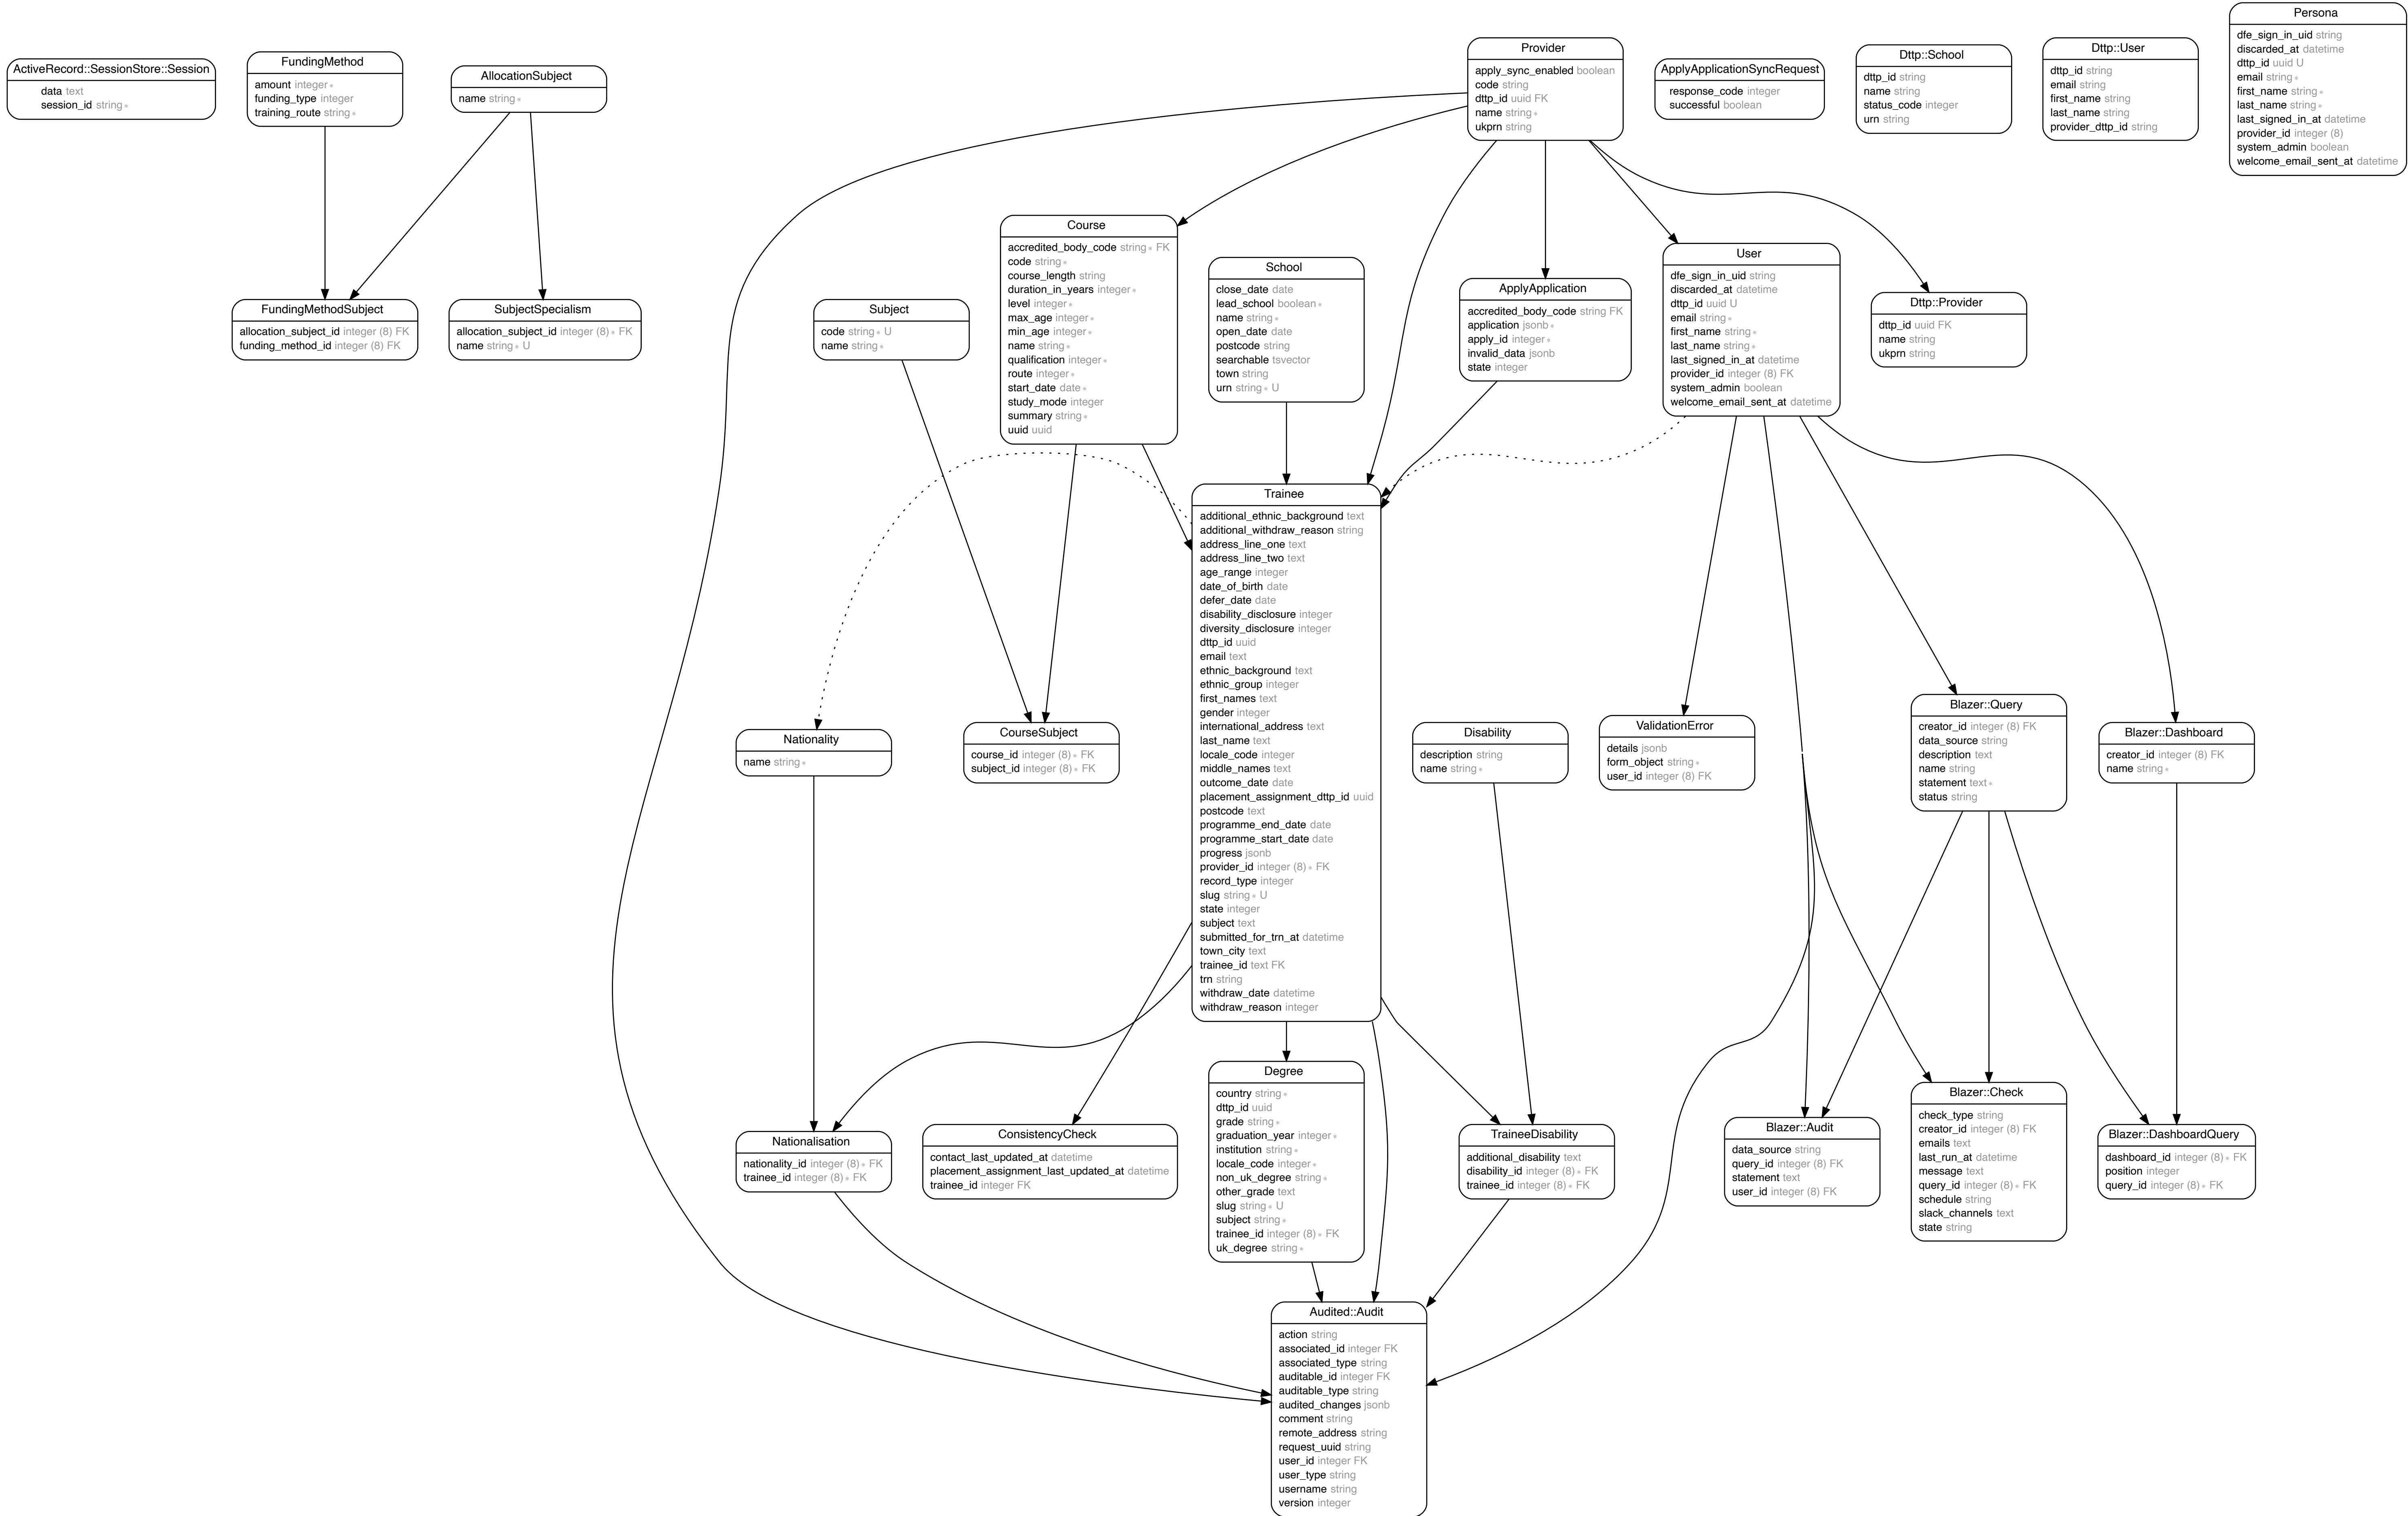 ActiveRecord::SessionStore::Session
data text
session_id string ∗
FundingMethod
amount integer ∗
funding_type integer
training_route string ∗
AllocationSubject
name string ∗
Provider
apply_sync_enabled boolean
code string
dttp_id uuid FK
name string ∗
ukprn string
ApplyApplicationSyncRequest
response_code integer
successful boolean
Dttp::School
dttp_id string
name string
status_code integer
urn string
Dttp::User
dttp_id string
email string
first_name string
last_name string
provider_dttp_id string
Persona
dfe_sign_in_uid string
discarded_at datetime
dttp_id uuid U
email string ∗
first_name string ∗
last_name string ∗
last_signed_in_at datetime
provider_id integer (8)
system_admin boolean
welcome_email_sent_at datetime
FundingMethodSubject
allocation_subject_id integer (8) FK
funding_method_id integer (8) FK
SubjectSpecialism
allocation_subject_id integer (8) ∗ FK
name string ∗ U
Subject
code string ∗ U
name string ∗
Course
accredited_body_code string ∗ FK
code string ∗
course_length string
duration_in_years integer ∗
level integer ∗
max_age integer ∗
min_age integer ∗
name string ∗
qualification integer ∗
route integer ∗
start_date date ∗
study_mode integer
summary string ∗
uuid uuid
School
close_date date
lead_school boolean ∗
name string ∗
open_date date
postcode string
searchable tsvector
town string
urn string ∗ U
ApplyApplication
accredited_body_code string FK
application jsonb ∗
apply_id integer ∗
invalid_data jsonb
state integer
User
dfe_sign_in_uid string
discarded_at datetime
dttp_id uuid U
email string ∗
first_name string ∗
last_name string ∗
last_signed_in_at datetime
provider_id integer (8) FK
system_admin boolean
welcome_email_sent_at datetime
Dttp::Provider
dttp_id uuid FK
name string
ukprn string
Trainee
additional_ethnic_background text
additional_withdraw_reason string
address_line_one text
address_line_two text
age_range integer
date_of_birth date
defer_date date
disability_disclosure integer
diversity_disclosure integer
dttp_id uuid
email text
ethnic_background text
ethnic_group integer
first_names text
gender integer
international_address text
last_name text
locale_code integer
middle_names text
outcome_date date
placement_assignment_dttp_id uuid
postcode text
programme_end_date date
programme_start_date date
progress jsonb
provider_id integer (8) ∗ FK
record_type integer
slug string ∗ U
state integer
subject text
submitted_for_trn_at datetime
town_city text
trainee_id text FK
trn string
withdraw_date datetime
withdraw_reason integer
Nationality
name string ∗
CourseSubject
course_id integer (8) ∗ FK
subject_id integer (8) ∗ FK
Disability
description string
name string ∗
ValidationError
details jsonb
form_object string ∗
user_id integer (8) FK
Blazer::Query
creator_id integer (8) FK
data_source string
description text
name string
statement text ∗
status string
Blazer::Dashboard
creator_id integer (8) FK
name string ∗
Nationalisation
nationality_id integer (8) ∗ FK
trainee_id integer (8) ∗ FK
ConsistencyCheck
contact_last_updated_at datetime
placement_assignment_last_updated_at datetime
trainee_id integer FK
Degree
country string ∗
dttp_id uuid
grade string ∗
graduation_year integer ∗
institution string ∗
locale_code integer ∗
non_uk_degree string ∗
other_grade text
slug string ∗ U
subject string ∗
trainee_id integer (8) ∗ FK
uk_degree string ∗
TraineeDisability
additional_disability text
disability_id integer (8) ∗ FK
trainee_id integer (8) ∗ FK
Blazer::Audit
data_source string
query_id integer (8) FK
statement text
user_id integer (8) FK
Blazer::Check
check_type string
creator_id integer (8) FK
emails text
last_run_at datetime
message text
query_id integer (8) ∗ FK
schedule string
slack_channels text
state string
Blazer::DashboardQuery
dashboard_id integer (8) ∗ FK
position integer
query_id integer (8) ∗ FK
Audited::Audit
action string
associated_id integer FK
associated_type string
auditable_id integer FK
auditable_type string
audited_changes jsonb
comment string
remote_address string
request_uuid string
user_id integer FK
user_type string
username string
version integer